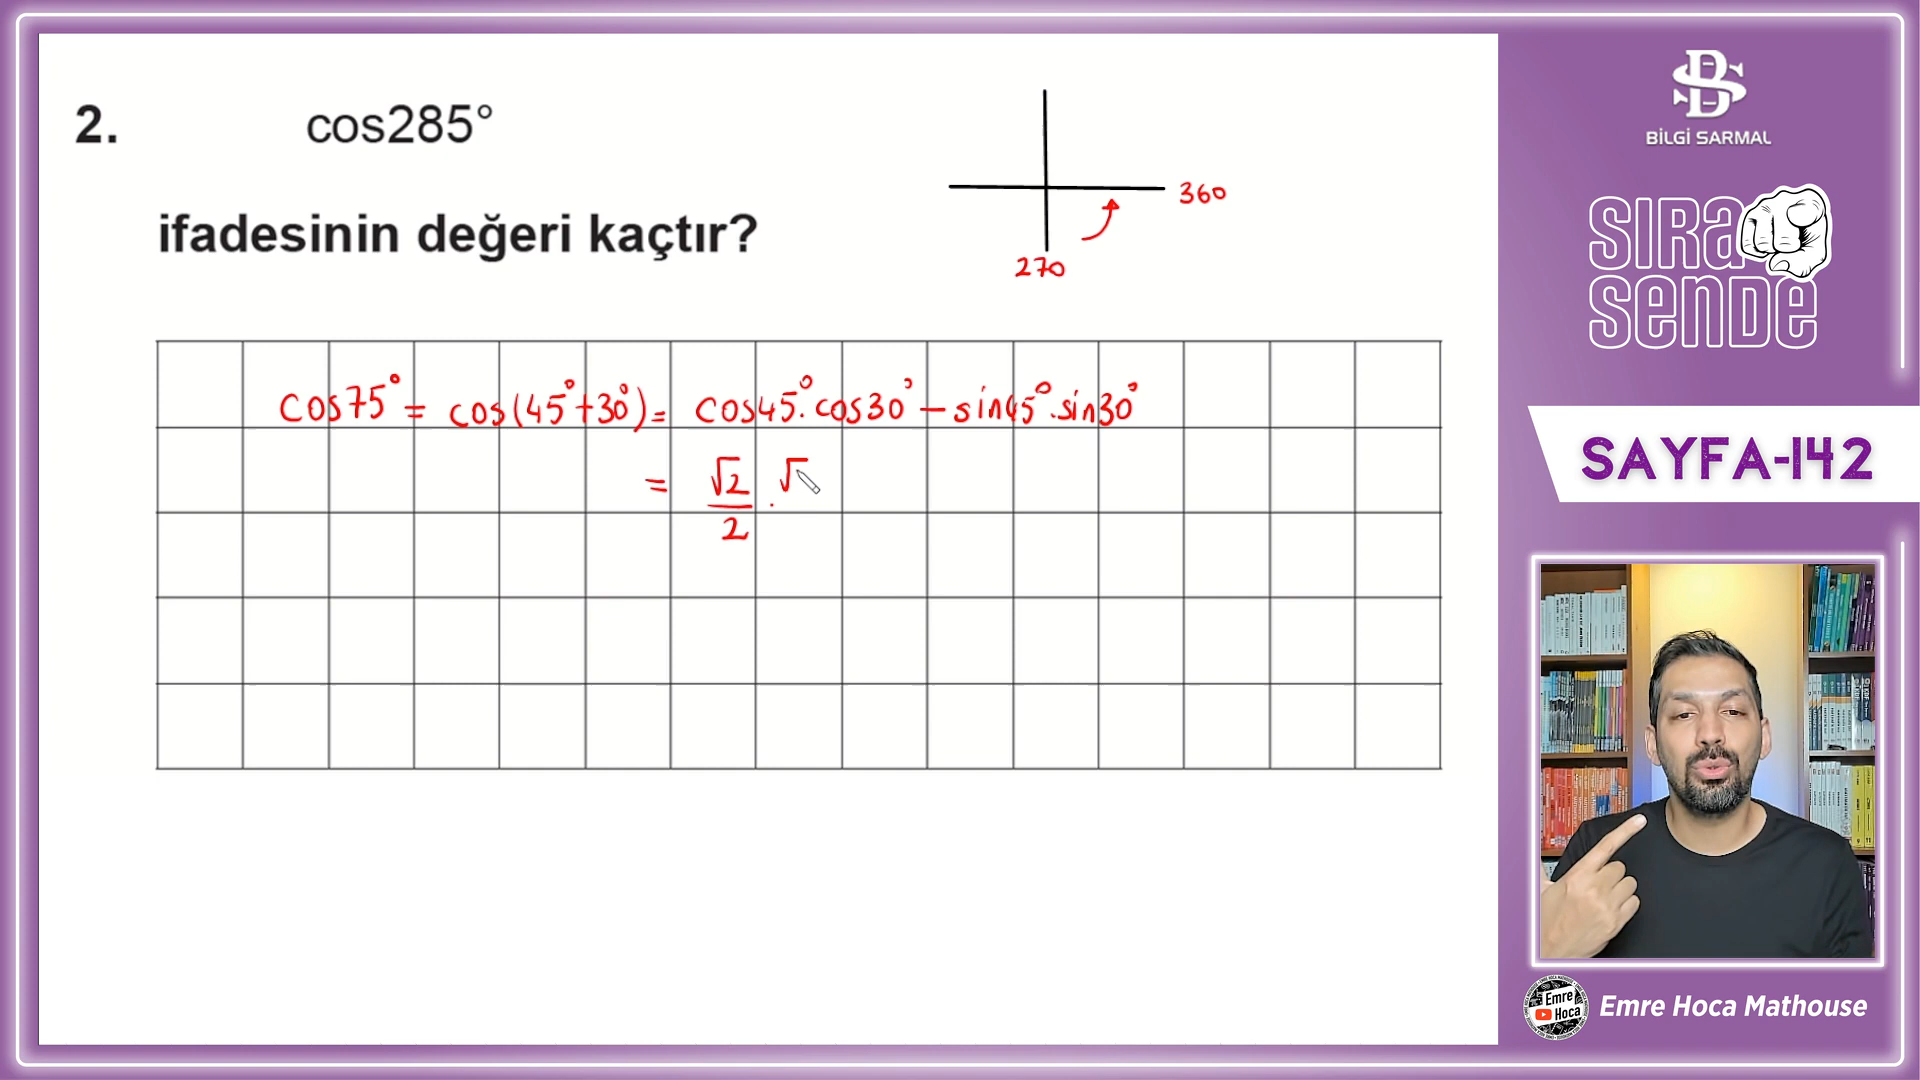 2. cos285°
ifadesinin değeri kaçtır?
360
270
cos75° = cos(45°+30°) = cos45°.cos30° - sin45°.sin30°
= √2/2 . √
BİLGİ SARMAL
SIRA
SENDE
SAYFA-142
Emre
Hoca
Emre Hoca Mathouse